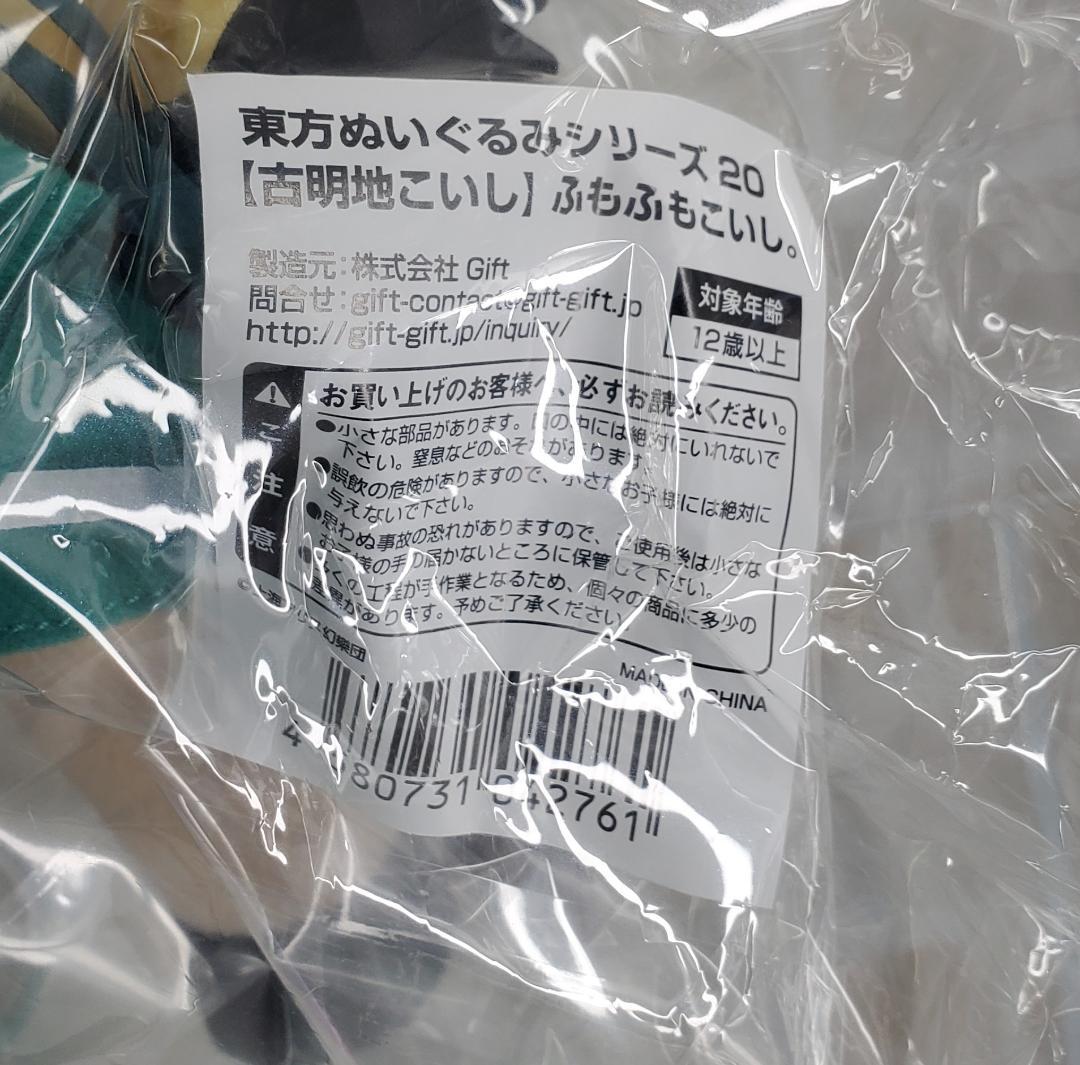 東方ぬいぐるみシリーズ 20
【古明地こいし】ふもふもこいし。
製造元:株式会社 Gift
問合せ:gift-contact@gift-gift.jp
http://gift-gift.jp/inquiry/
対象年齢
12歳以上
ご注意
お買い上げのお客様へ、必ずお読みください。
●小さな部品があります。口の中には絶対にいれないで
下さい。窒息などのおそれがあります。
●誤飲の危険がありますので、小さなお子様には絶対に
与えないで下さい。
●思わぬ事故の恐れがありますので、ご使用後は小さな
お子様の手の届かないところに保管して下さい。
●多くの工程が手作業となるため、個々の商品に多少の
差異があります。予めご了承ください
幻樂団
MADE IN CHINA
4 80731 042761